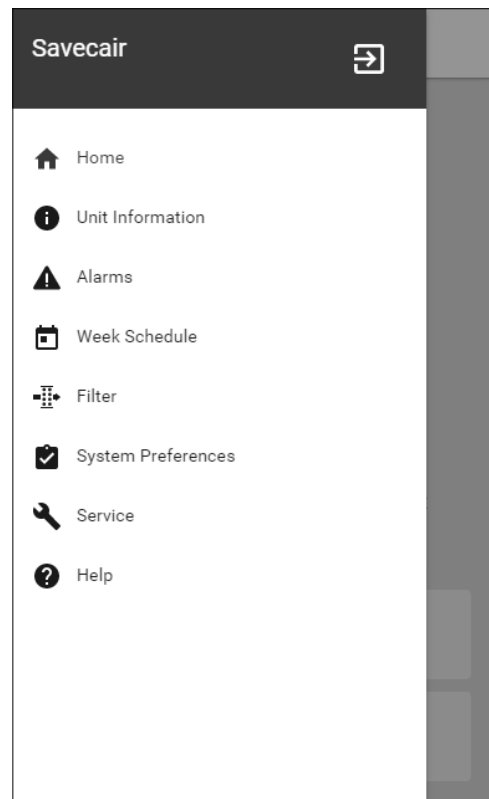 Savecair
Home
Unit Information
Alarms
Week Schedule
Filter
System Preferences
Service
Help